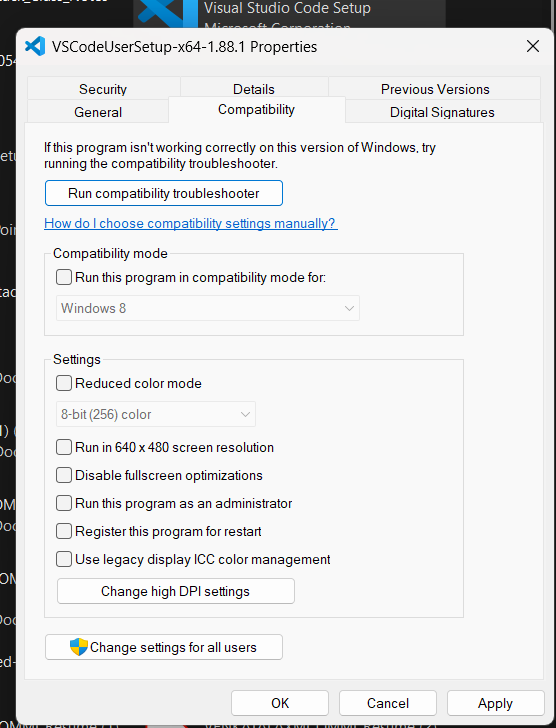 Visual Studio Code Setup
Microsoft Corporation
VSCodeUserSetup-x64-1.88.1 Properties
Security
Details
Previous Versions
General
Compatibility
Digital Signatures
If this program isn't working correctly on this version of Windows, try
running the compatibility troubleshooter.
Run compatibility troubleshooter
How do I choose compatibility settings manually?
Compatibility mode
Run this program in compatibility mode for:
Windows 8
Settings
Reduced color mode
8-bit (256) color
Run in 640 x 480 screen resolution
Disable fullscreen optimizations
Run this program as an administrator
Register this program for restart
Use legacy display ICC color management
Change high DPI settings
Change settings for all users
OK
Cancel
Apply